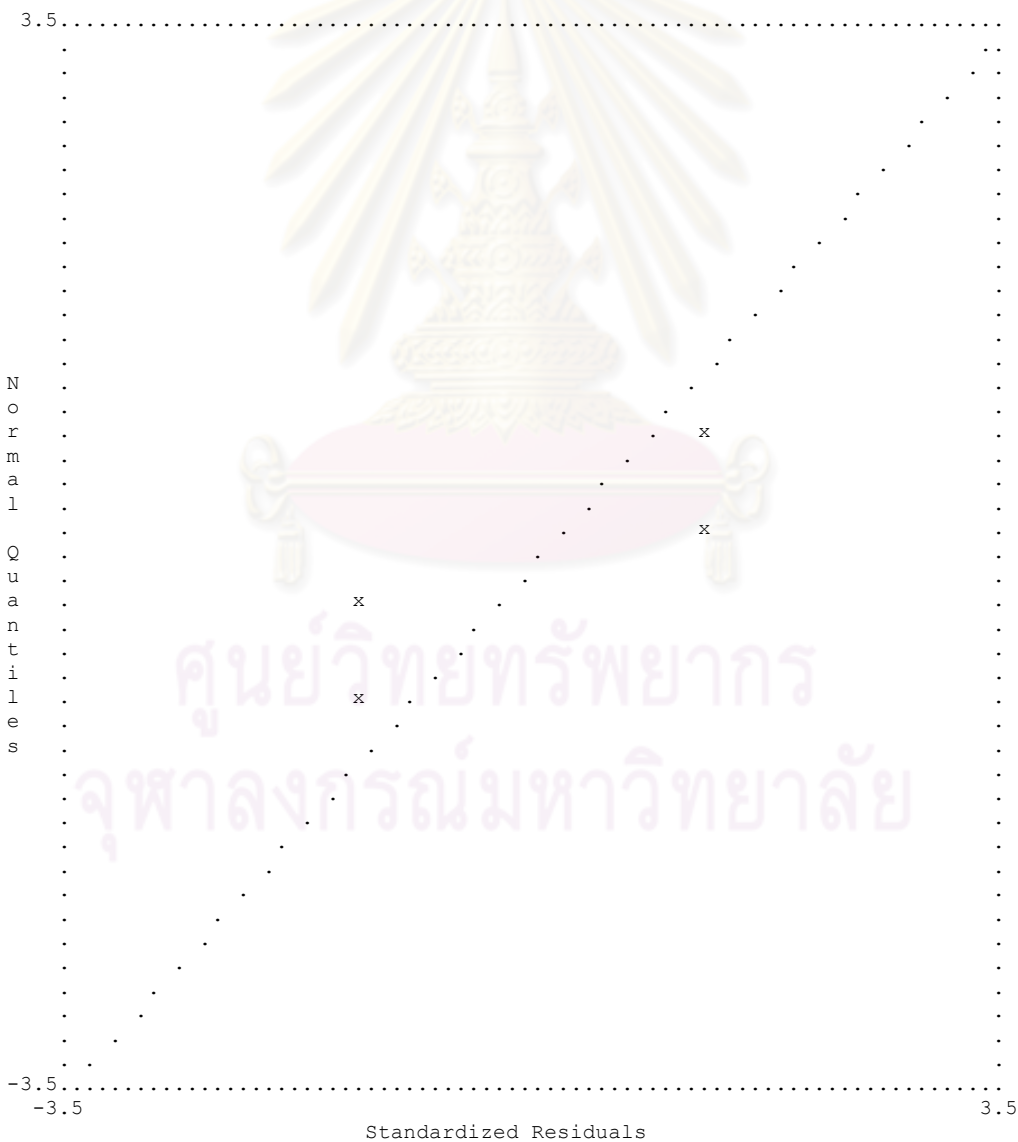 3.5
Normal Quantiles
x
x
x
x
ศูนย์วิทยทรัพยากร
จุฬาลงกรณ์มหาวิทยาลัย
-3.5
-3.5 3.5
Standardized Residuals